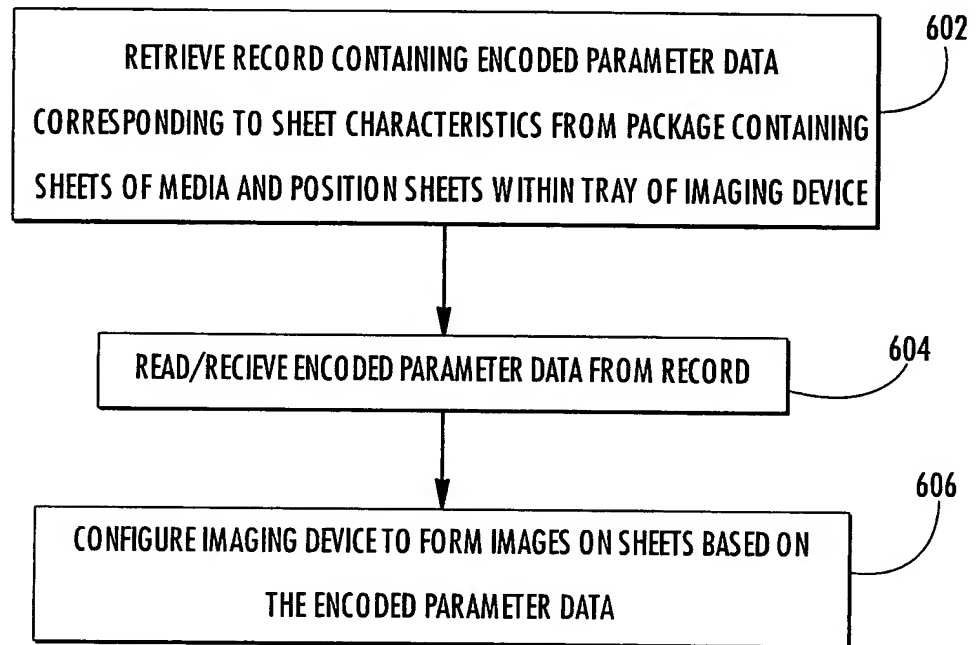 602
RETRIEVE RECORD CONTAINING ENCODED PARAMETER DATA
CORRESPONDING TO SHEET CHARACTERISTICS FROM PACKAGE CONTAINING
SHEETS OF MEDIA AND POSITION SHEETS WITHIN TRAY OF IMAGING DEVICE
604
READ/RECIEVE ENCODED PARAMETER DATA FROM RECORD
606
CONFIGURE IMAGING DEVICE TO FORM IMAGES ON SHEETS BASED ON
THE ENCODED PARAMETER DATA